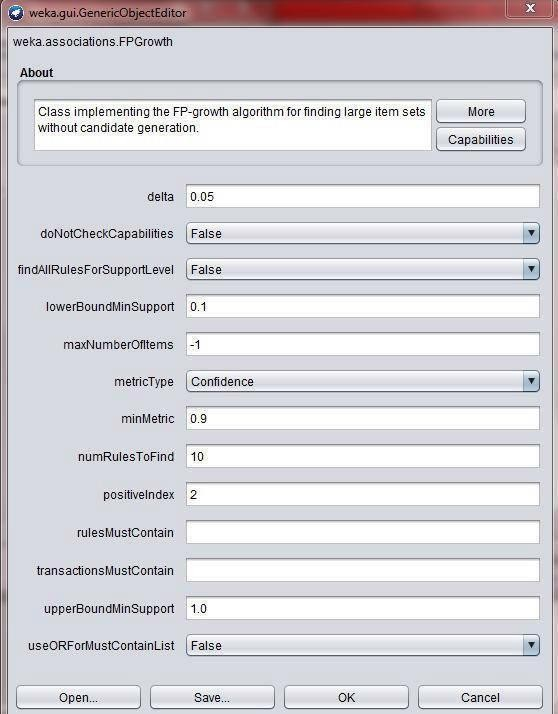 weka.gui.GenericObjectEditor
weka.associations.FPGrowth
About
Class implementing the FP-growth algorithm for finding large item sets
without candidate generation.
More
Capabilities
delta 0.05
doNotCheckCapabilities False
findAllRulesForSupportLevel False
lowerBoundMinSupport 0.1
maxNumberOfItems -1
metricType Confidence
minMetric 0.9
numRulesToFind 10
positiveIndex 2
rulesMustContain
transactionsMustContain
upperBoundMinSupport 1.0
useORForMustContainList False
Open... Save... OK Cancel